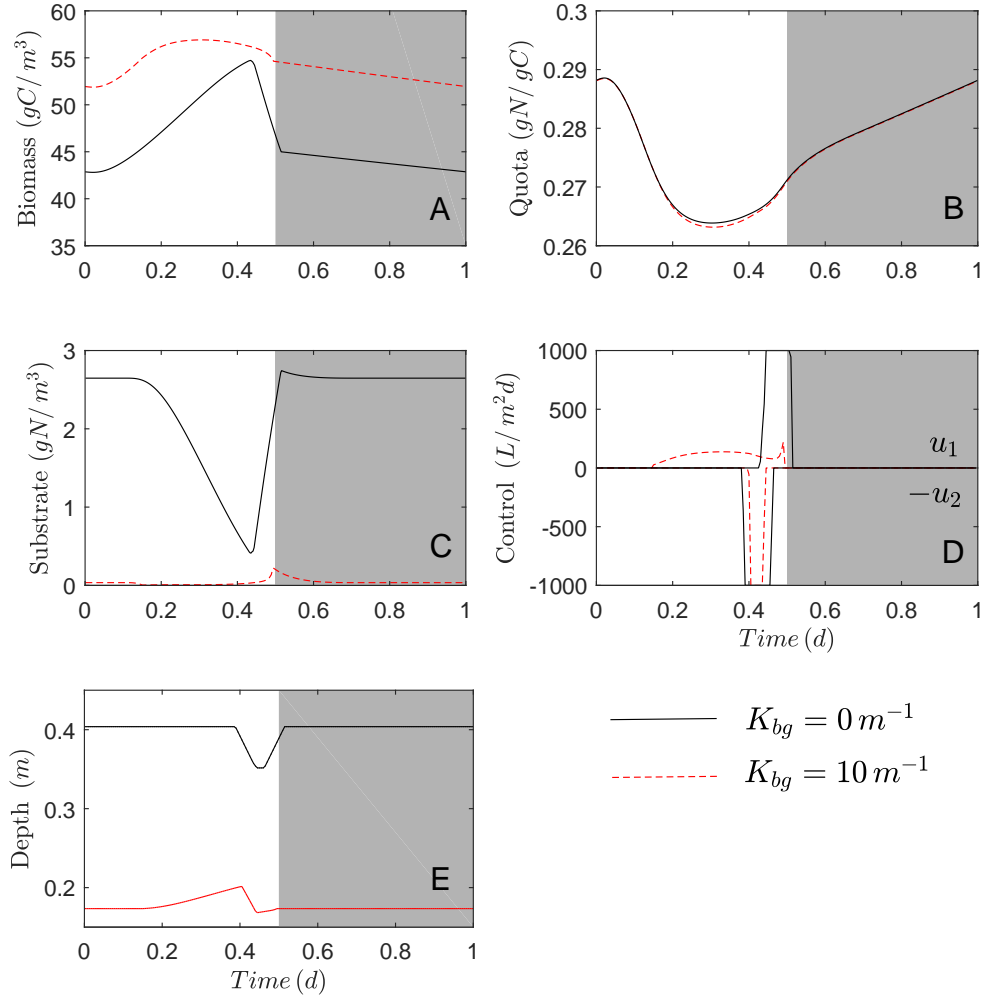 Biomass (gC/m³)
60
55
50
45
40
35
0 0.2 0.4 0.6 0.8 1
A
Quota (gN/gC)
0.3
0.29
0.28
0.27
0.26
0 0.2 0.4 0.6 0.8 1
B
Substrate (gN/m³)
3
2
1
0
0 0.2 0.4 0.6 0.8 1
C
Control (L/m²d)
1000
500
0
-500
-1000
u₁
−u₂
D
0 0.2 0.4 0.6 0.8 1
Time (d)
Depth (m)
0.4
0.3
0.2
E
0 0.2 0.4 0.6 0.8 1
Time (d)
K_bg = 0 m⁻¹
K_bg = 10 m⁻¹